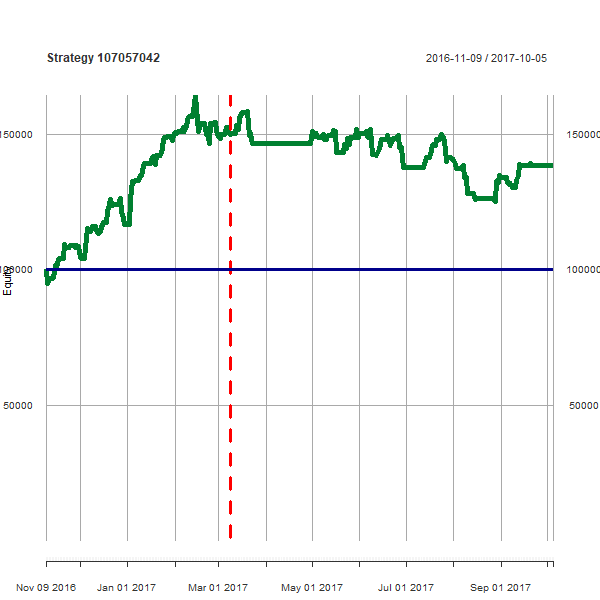 Strategy 107057042
2016-11-09 / 2017-10-05
150000
150000
100000
100000
Equity
50000
50000
Nov 09 2016
Jan 01 2017
Mar 01 2017
May 01 2017
Jul 01 2017
Sep 01 2017